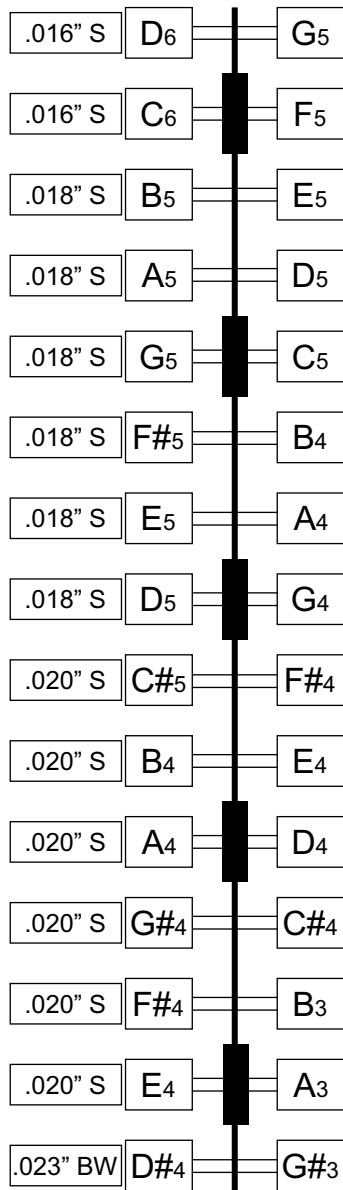 .016” S D6 G5
.016” S C6 F5
.018” S B5 E5
.018” S A5 D5
.018” S G5 C5
.018” S F#5 B4
.018” S E5 A4
.018” S D5 G4
.020” S C#5 F#4
.020” S B4 E4
.020” S A4 D4
.020” S G#4 C#4
.020” S F#4 B3
.020” S E4 A3
.023” BW D#4 G#3